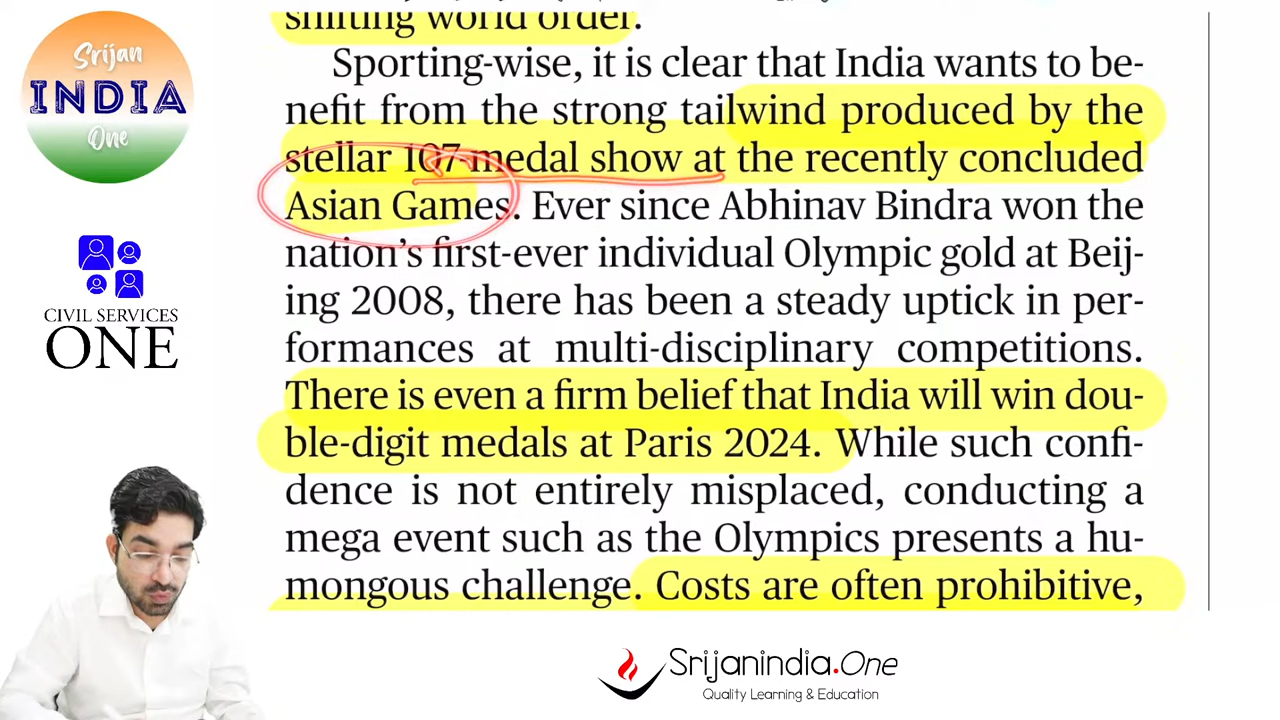 Srijan
INDIA
One
CIVIL SERVICES
ONE
shifting world order.
Sporting-wise, it is clear that India wants to be-
nefit from the strong tailwind produced by the
stellar 107-medal show at the recently concluded
Asian Games. Ever since Abhinav Bindra won the
nation's first-ever individual Olympic gold at Beij-
ing 2008, there has been a steady uptick in per-
formances at multi-disciplinary competitions.
There is even a firm belief that India will win dou-
ble-digit medals at Paris 2024. While such confi-
dence is not entirely misplaced, conducting a
mega event such as the Olympics presents a hu-
mongous challenge. Costs are often prohibitive,
Srijanindia.One
Quality Learning & Education